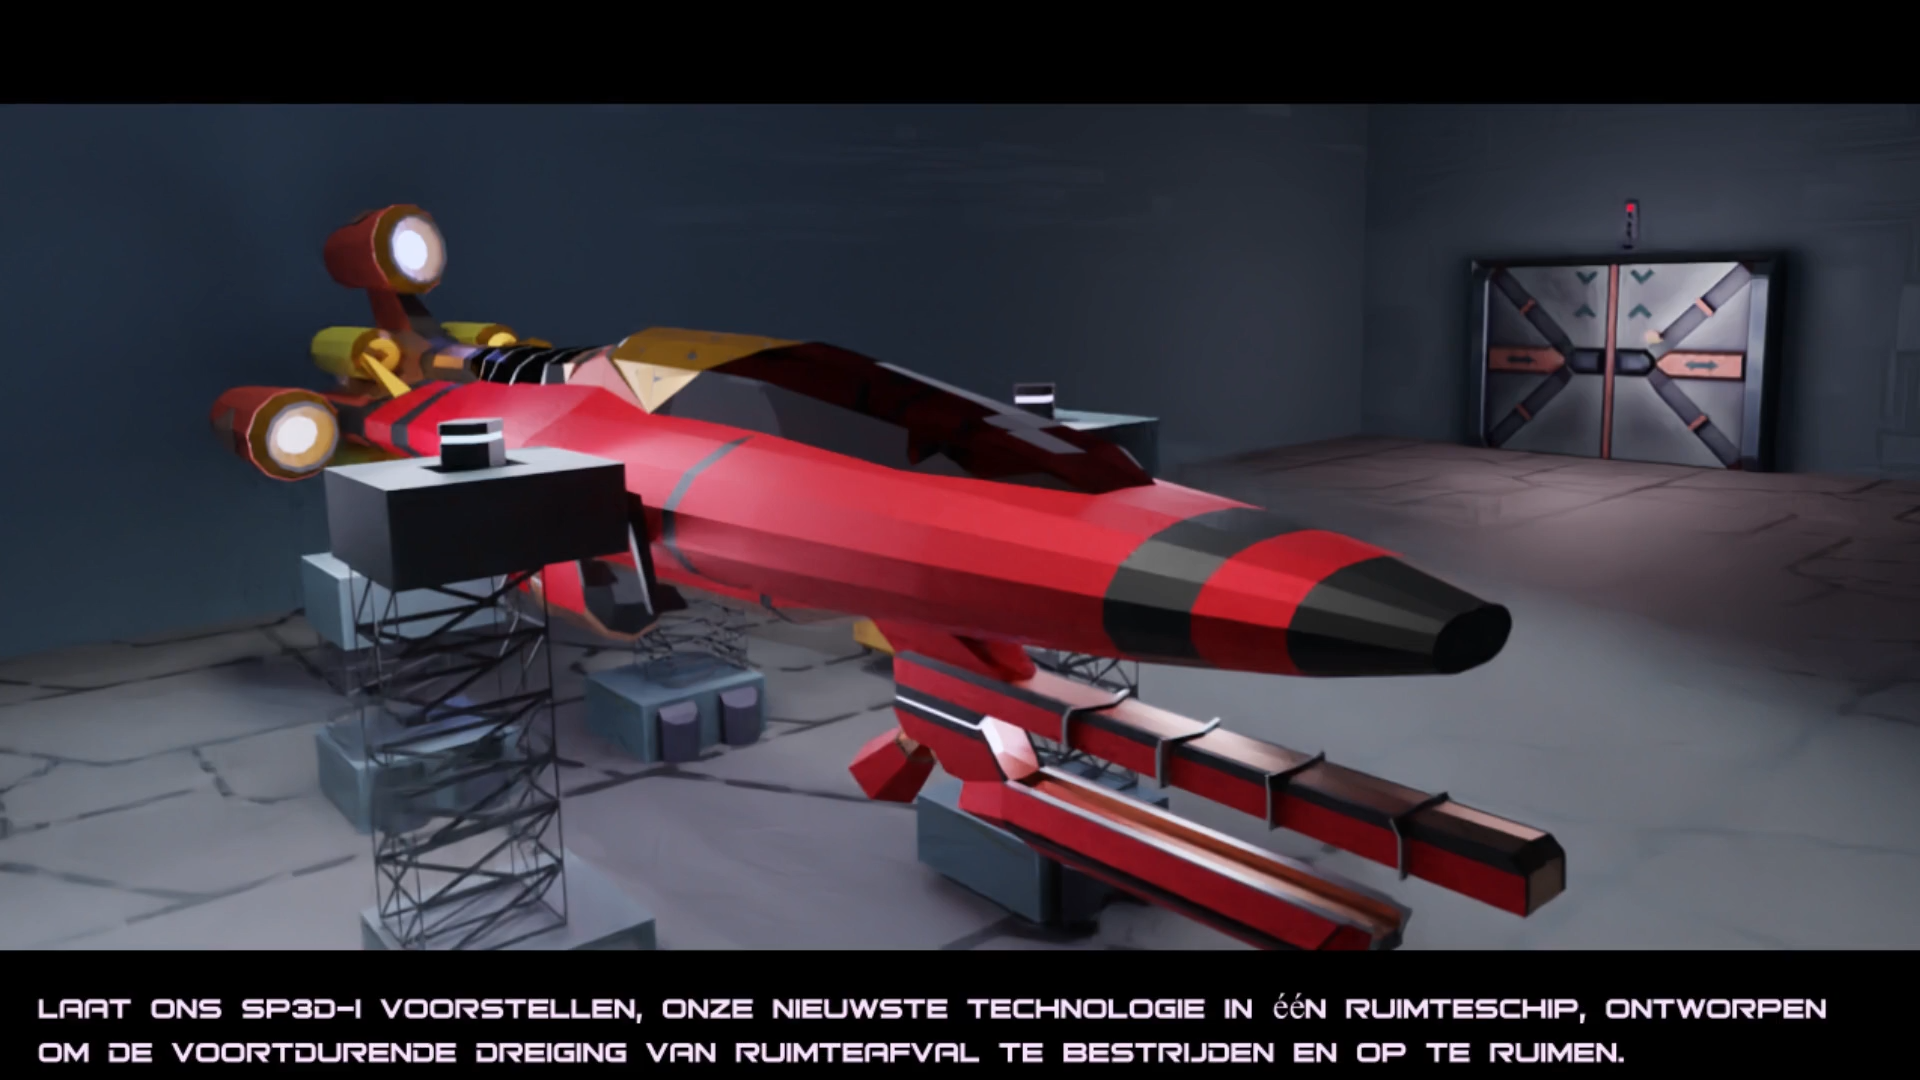 LAAT ONS SP3D-I VOORSTELLEN, ONZE NIEUWSTE TECHNOLOGIE IN ééN RUIMTESCHIP, ONTWORPEN
OM DE VOORTDURENDE DREIGING VAN RUIMTEAFVAL TE BESTRIJDEN EN OP TE RUIMEN.